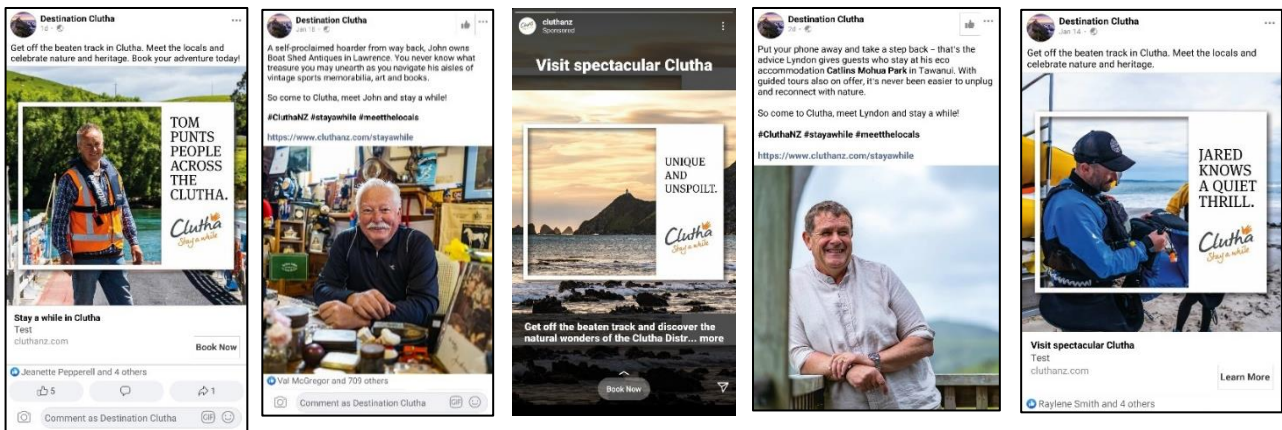 Destination Clutha
1d
Get off the beaten track in Clutha. Meet the locals and
celebrate nature and heritage. Book your adventure today!
TOM
PUNTS
PEOPLE
ACROSS
THE
CLUTHA.
Clutha
Stay a while
Stay a while in Clutha
Test
cluthanz.com
Book Now
Jeanette Pepperell and 4 others
5
1
Comment as Destination Clutha
GIF
Destination Clutha
A self-proclaimed hoarder from way back, John owns
Boat Shed Antiques in Lawrence. You never know what
treasure you may unearth as you navigate his aisles of
vintage sports memorabilia, art and books.
So come to Clutha, meet John and stay a while!
#CluthaNZ #stayawhile #meetthelocals
https://www.cluthanz.com/stayawhile
Val McGregor and 709 others
Comment as Destination Clutha
GIF
cluthanz
Sponsored
Visit spectacular Clutha
UNIQUE
AND
UNSPOILT.
Clutha
Stay a while
Get off the beaten track and discover the
natural wonders of the Clutha Distr... more
Book Now
Destination Clutha
2d
Put your phone away and take a step back – that's the
advice Lyndon gives guests who stay at his eco
accommodation Catlins Mohua Park in Tawanui. With
guided tours also on offer, it's never been easier to unplug
and reconnect with nature.
So come to Clutha, meet Lyndon and stay a while!
#CluthaNZ #stayawhile #meetthelocals
https://www.cluthanz.com/stayawhile
Destination Clutha
Jan 14
Get off the beaten track in Clutha. Meet the locals and
celebrate nature and heritage.
JARED
KNOWS
A QUIET
THRILL.
Clutha
Stay a while
Visit spectacular Clutha
Test
cluthanz.com
Learn More
Raylene Smith and 4 others